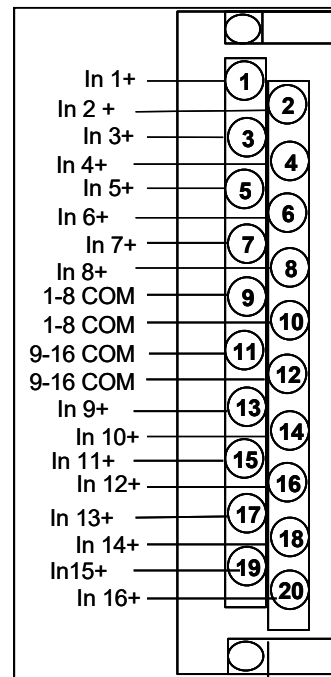 In 1+ 1
In 2 + 2
In 3+ 3
In 4+ 4
In 5+ 5
In 6+ 6
In 7+ 7
In 8+ 8
1-8 COM 9
1-8 COM 10
9-16 COM 11
9-16 COM 12
In 9+ 13
In 10+ 14
In 11+ 15
In 12+ 16
In 13+ 17
In 14+ 18
In15+ 19
In 16+ 20